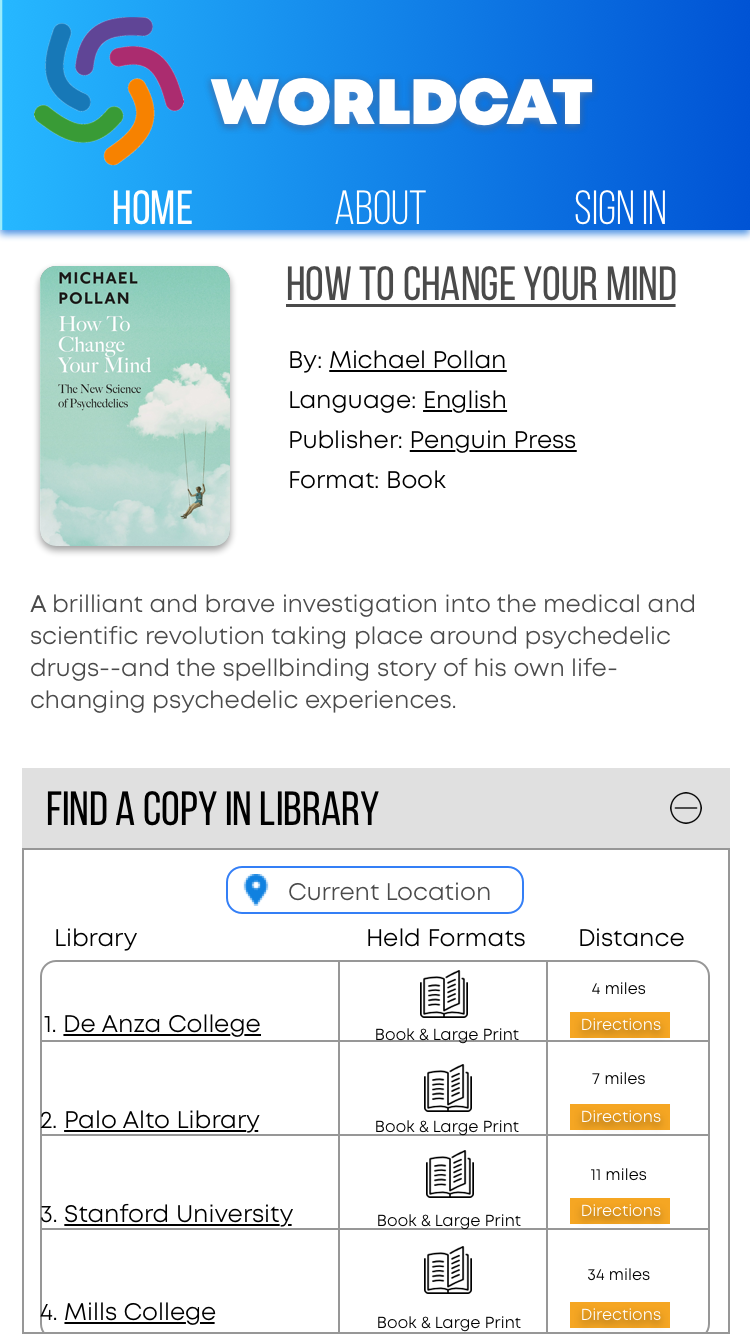 WORLDCAT
HOME ABOUT SIGN IN
MICHAEL
POLLAN
How To
Change
Your Mind
The New Science
of Psychedelics
HOW TO CHANGE YOUR MIND
By: Michael Pollan
Language: English
Publisher: Penguin Press
Format: Book
A brilliant and brave investigation into the medical and
scientific revolution taking place around psychedelic
drugs--and the spellbinding story of his own life-
changing psychedelic experiences.
FIND A COPY IN LIBRARY
Current Location
Library Held Formats Distance
4 miles
1. De Anza College
Book & Large Print
Directions
7 miles
2. Palo Alto Library
Book & Large Print
Directions
11 miles
3. Stanford University
Book & Large Print
Directions
34 miles
4. Mills College
Book & Large Print
Directions